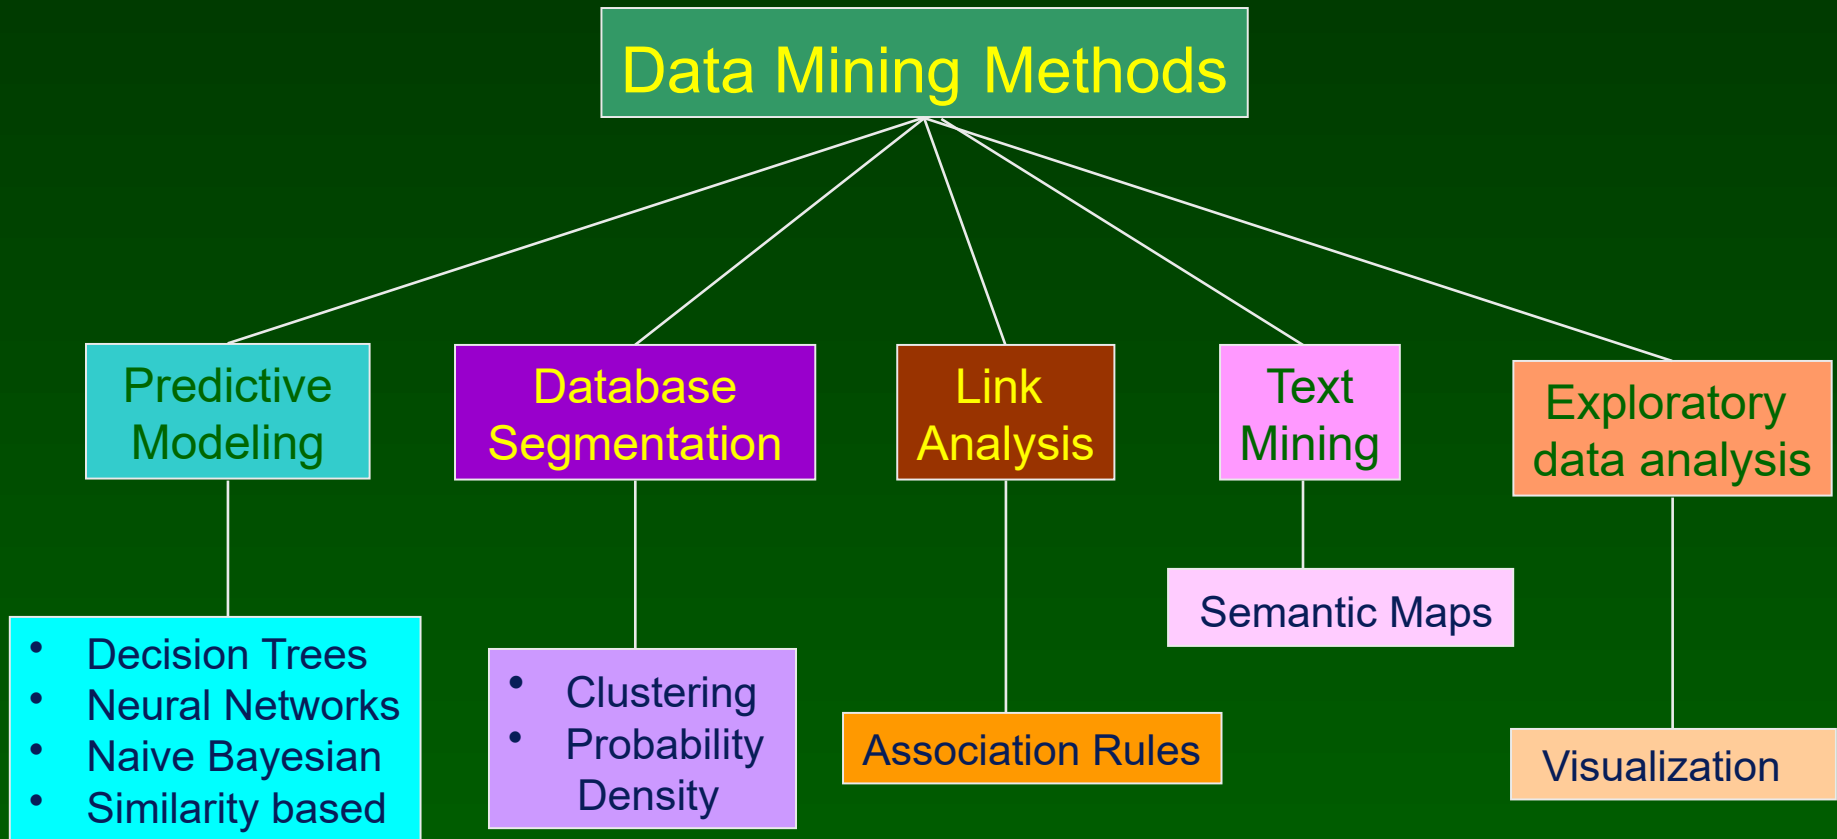 Data Mining Methods
Predictive
Modeling
Database
Segmentation
Link
Analysis
Text
Mining
Exploratory
data analysis
• Decision Trees
• Neural Networks
• Naive Bayesian
• Similarity based
• Clustering
• Probability
Density
Association Rules
Semantic Maps
Visualization